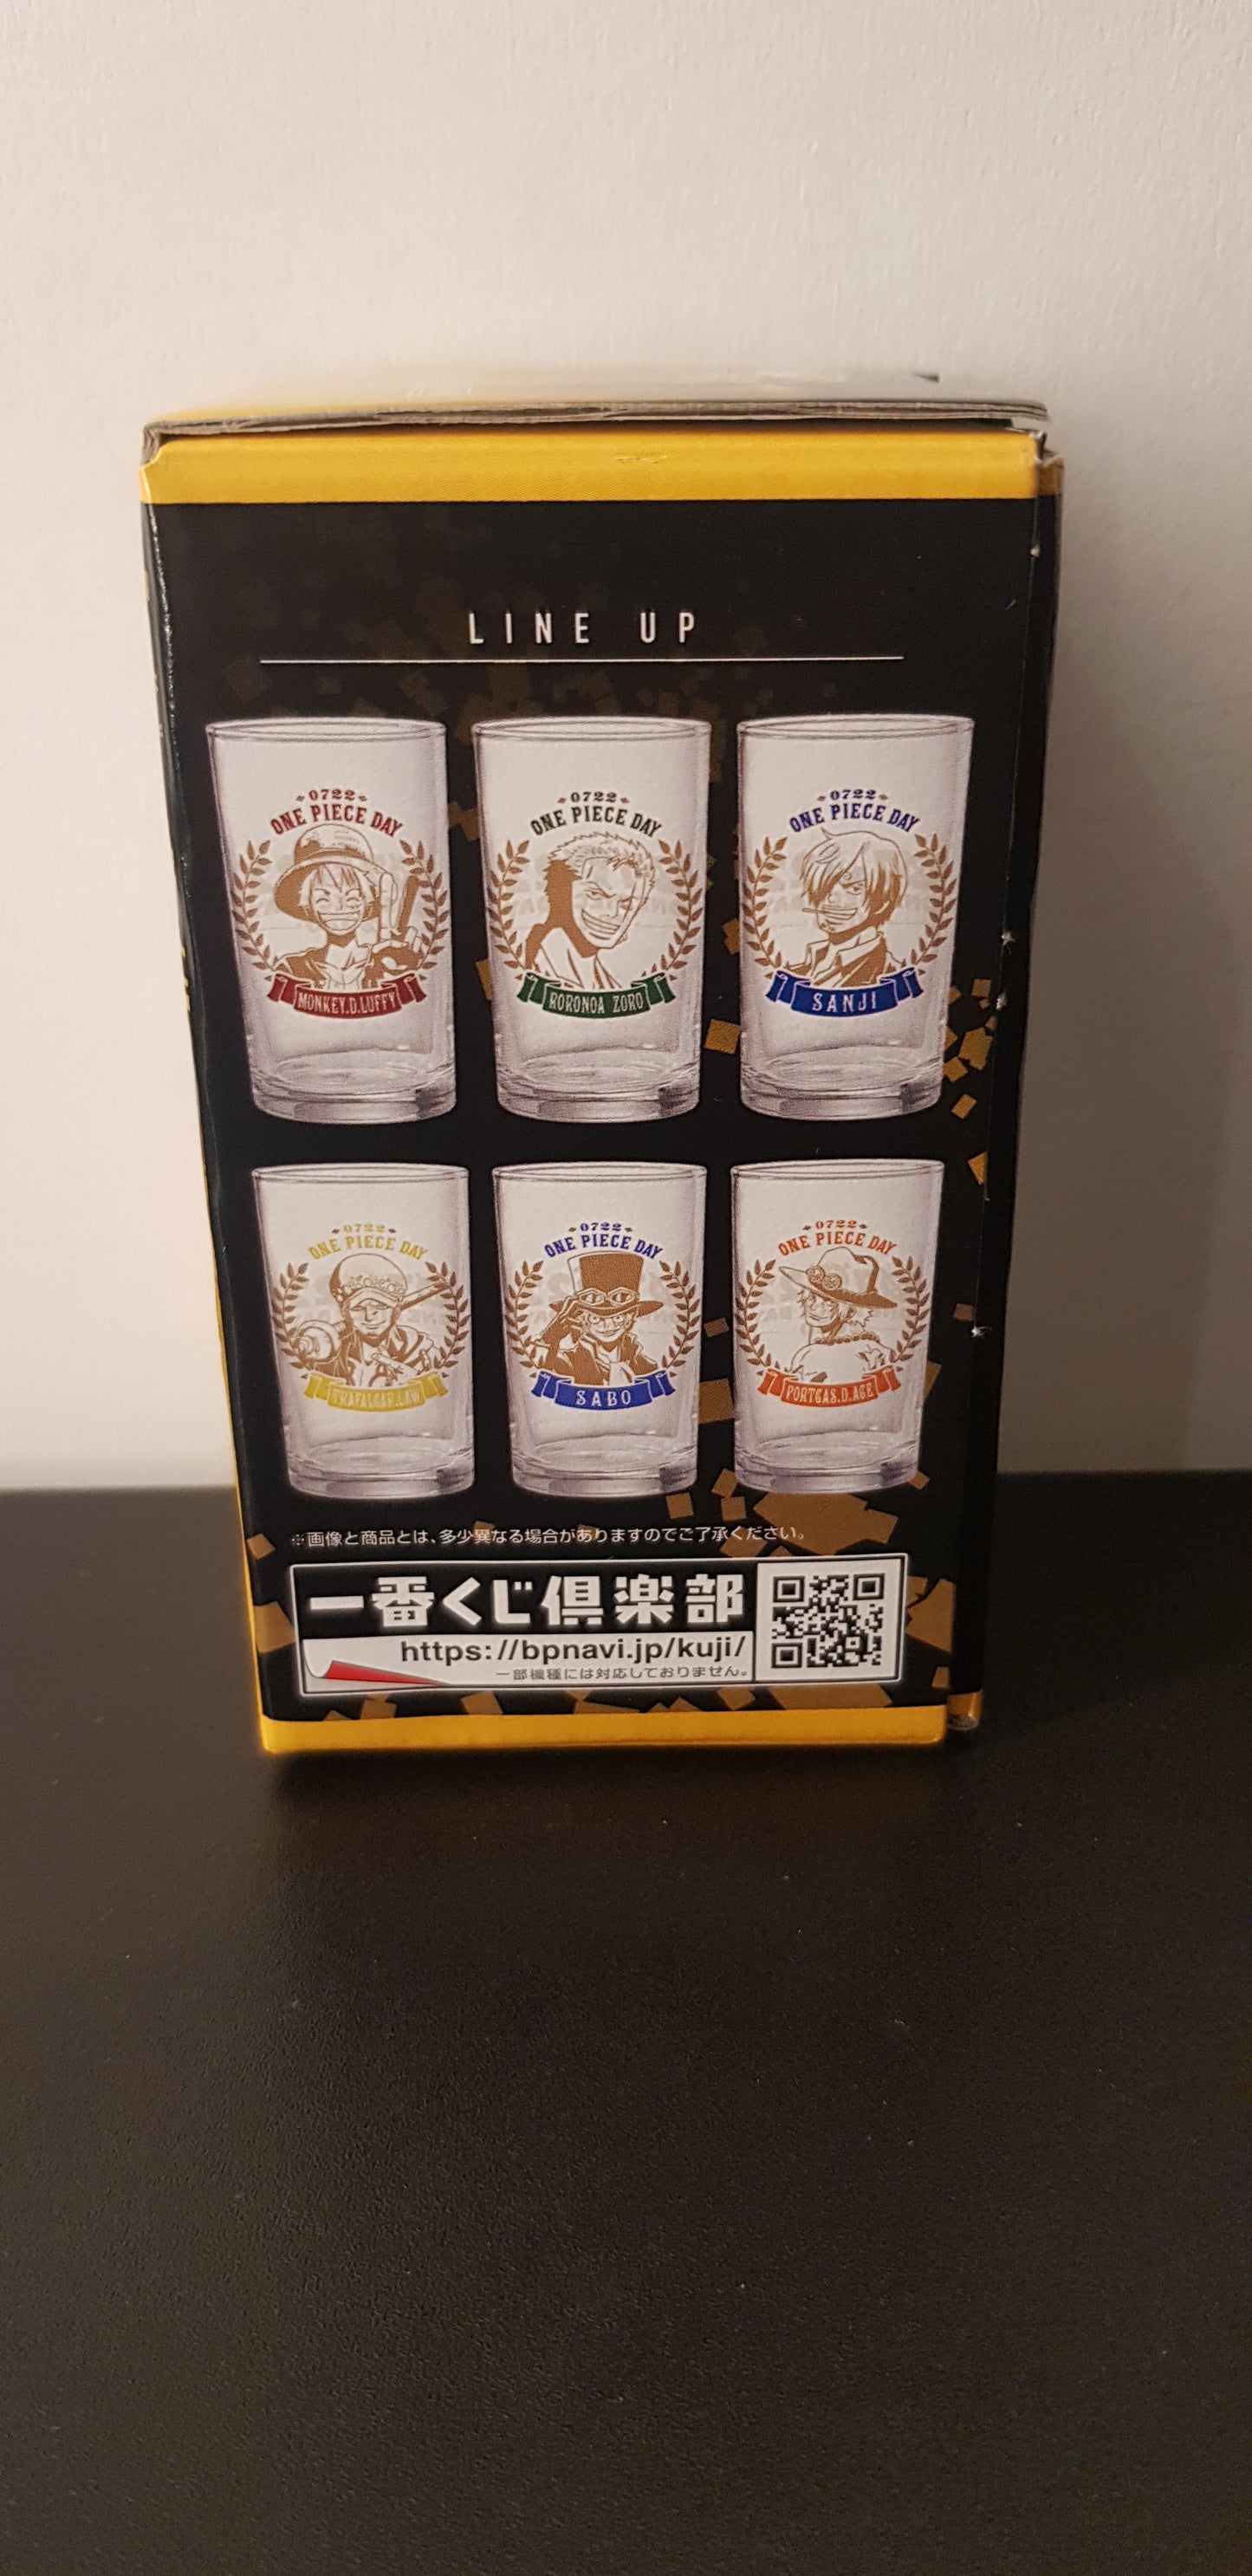 LINE UP
0722
ONE PIECE DAY
MONKEY.D.LUFFY
0722
ONE PIECE DAY
RORONOA ZORO
0722
ONE PIECE DAY
SANJI
0722
ONE PIECE DAY
TRAFALGAR.LAW
0722
ONE PIECE DAY
SABO
0722
ONE PIECE DAY
PORTGAS.D.ACE
※画像と商品とは、多少異なる場合がありますのでご了承ください。
一番くじ倶楽部
https://bpnavi.jp/kuji/
一部機種には対応しておりません。